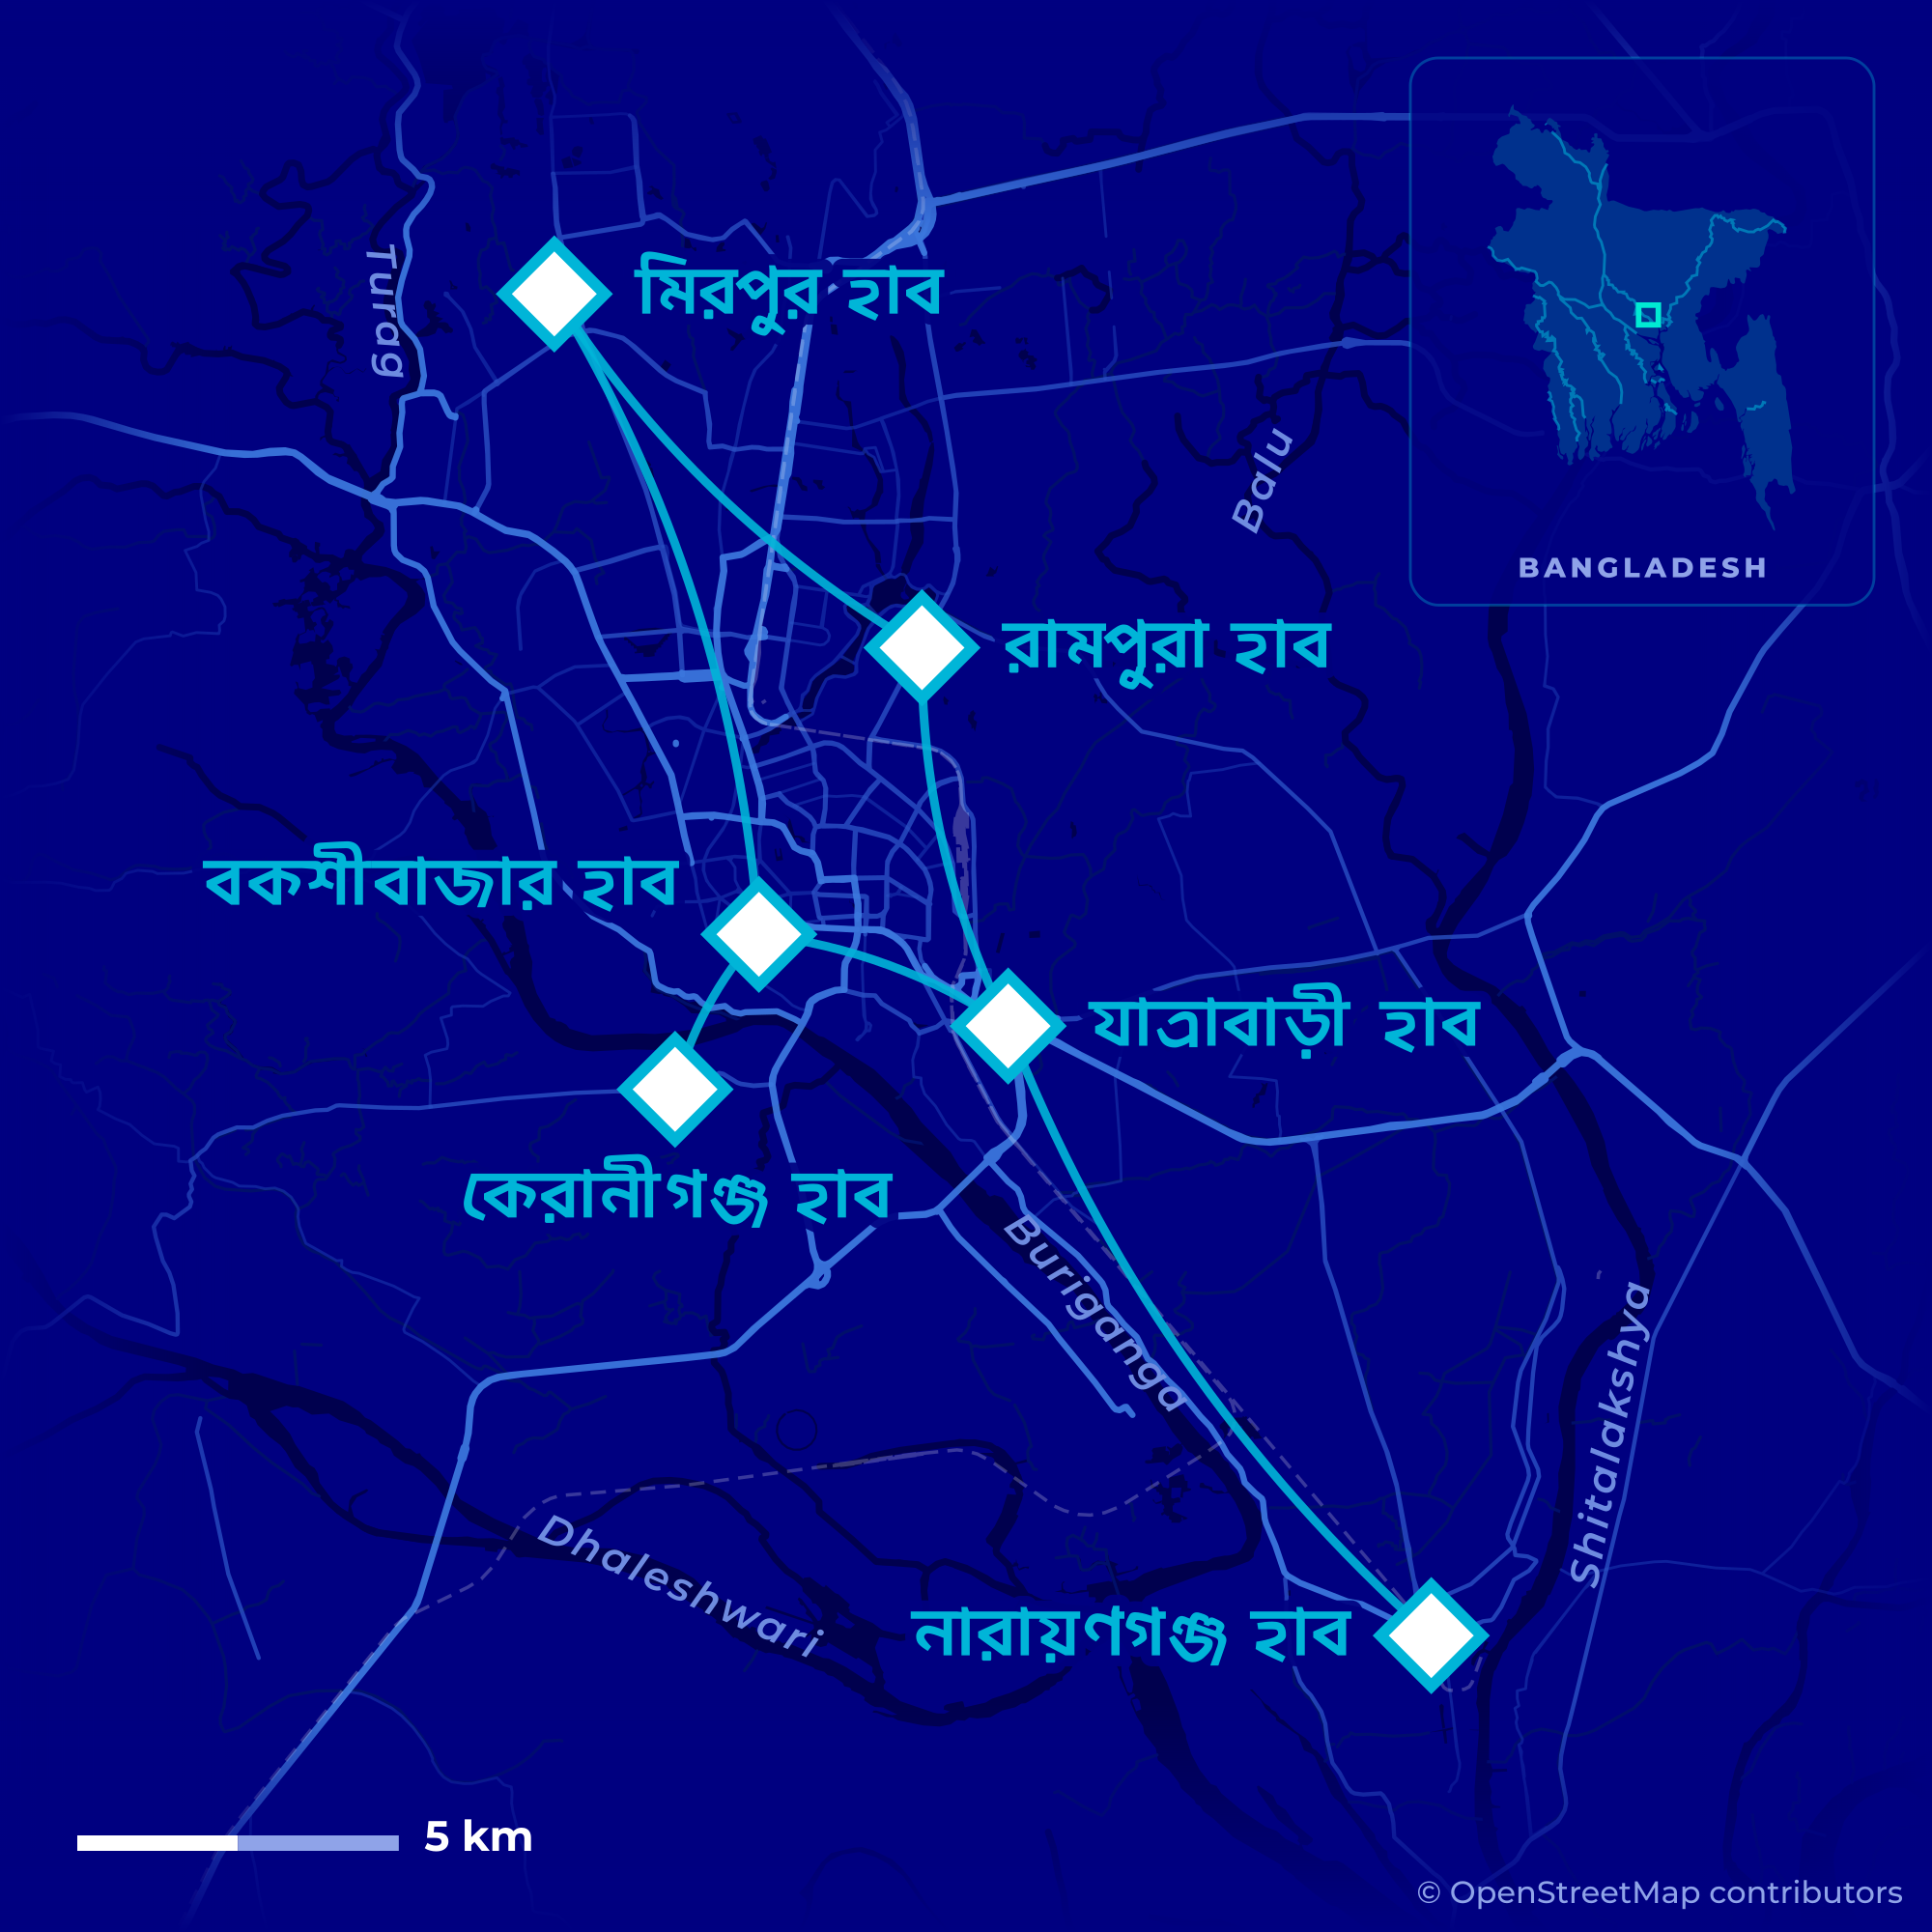 মিরপুর হাব
Turag
Balu
BANGLADESH
রামপুরা হাব
বকশীবাজার হাব
যাত্রাবাড়ী হাব
কেরানীগঞ্জ হাব
Buriganga
Shitalakshya
Dhaleshwari
নারায়ণগঞ্জ হাব
5 km
© OpenStreetMap contributors